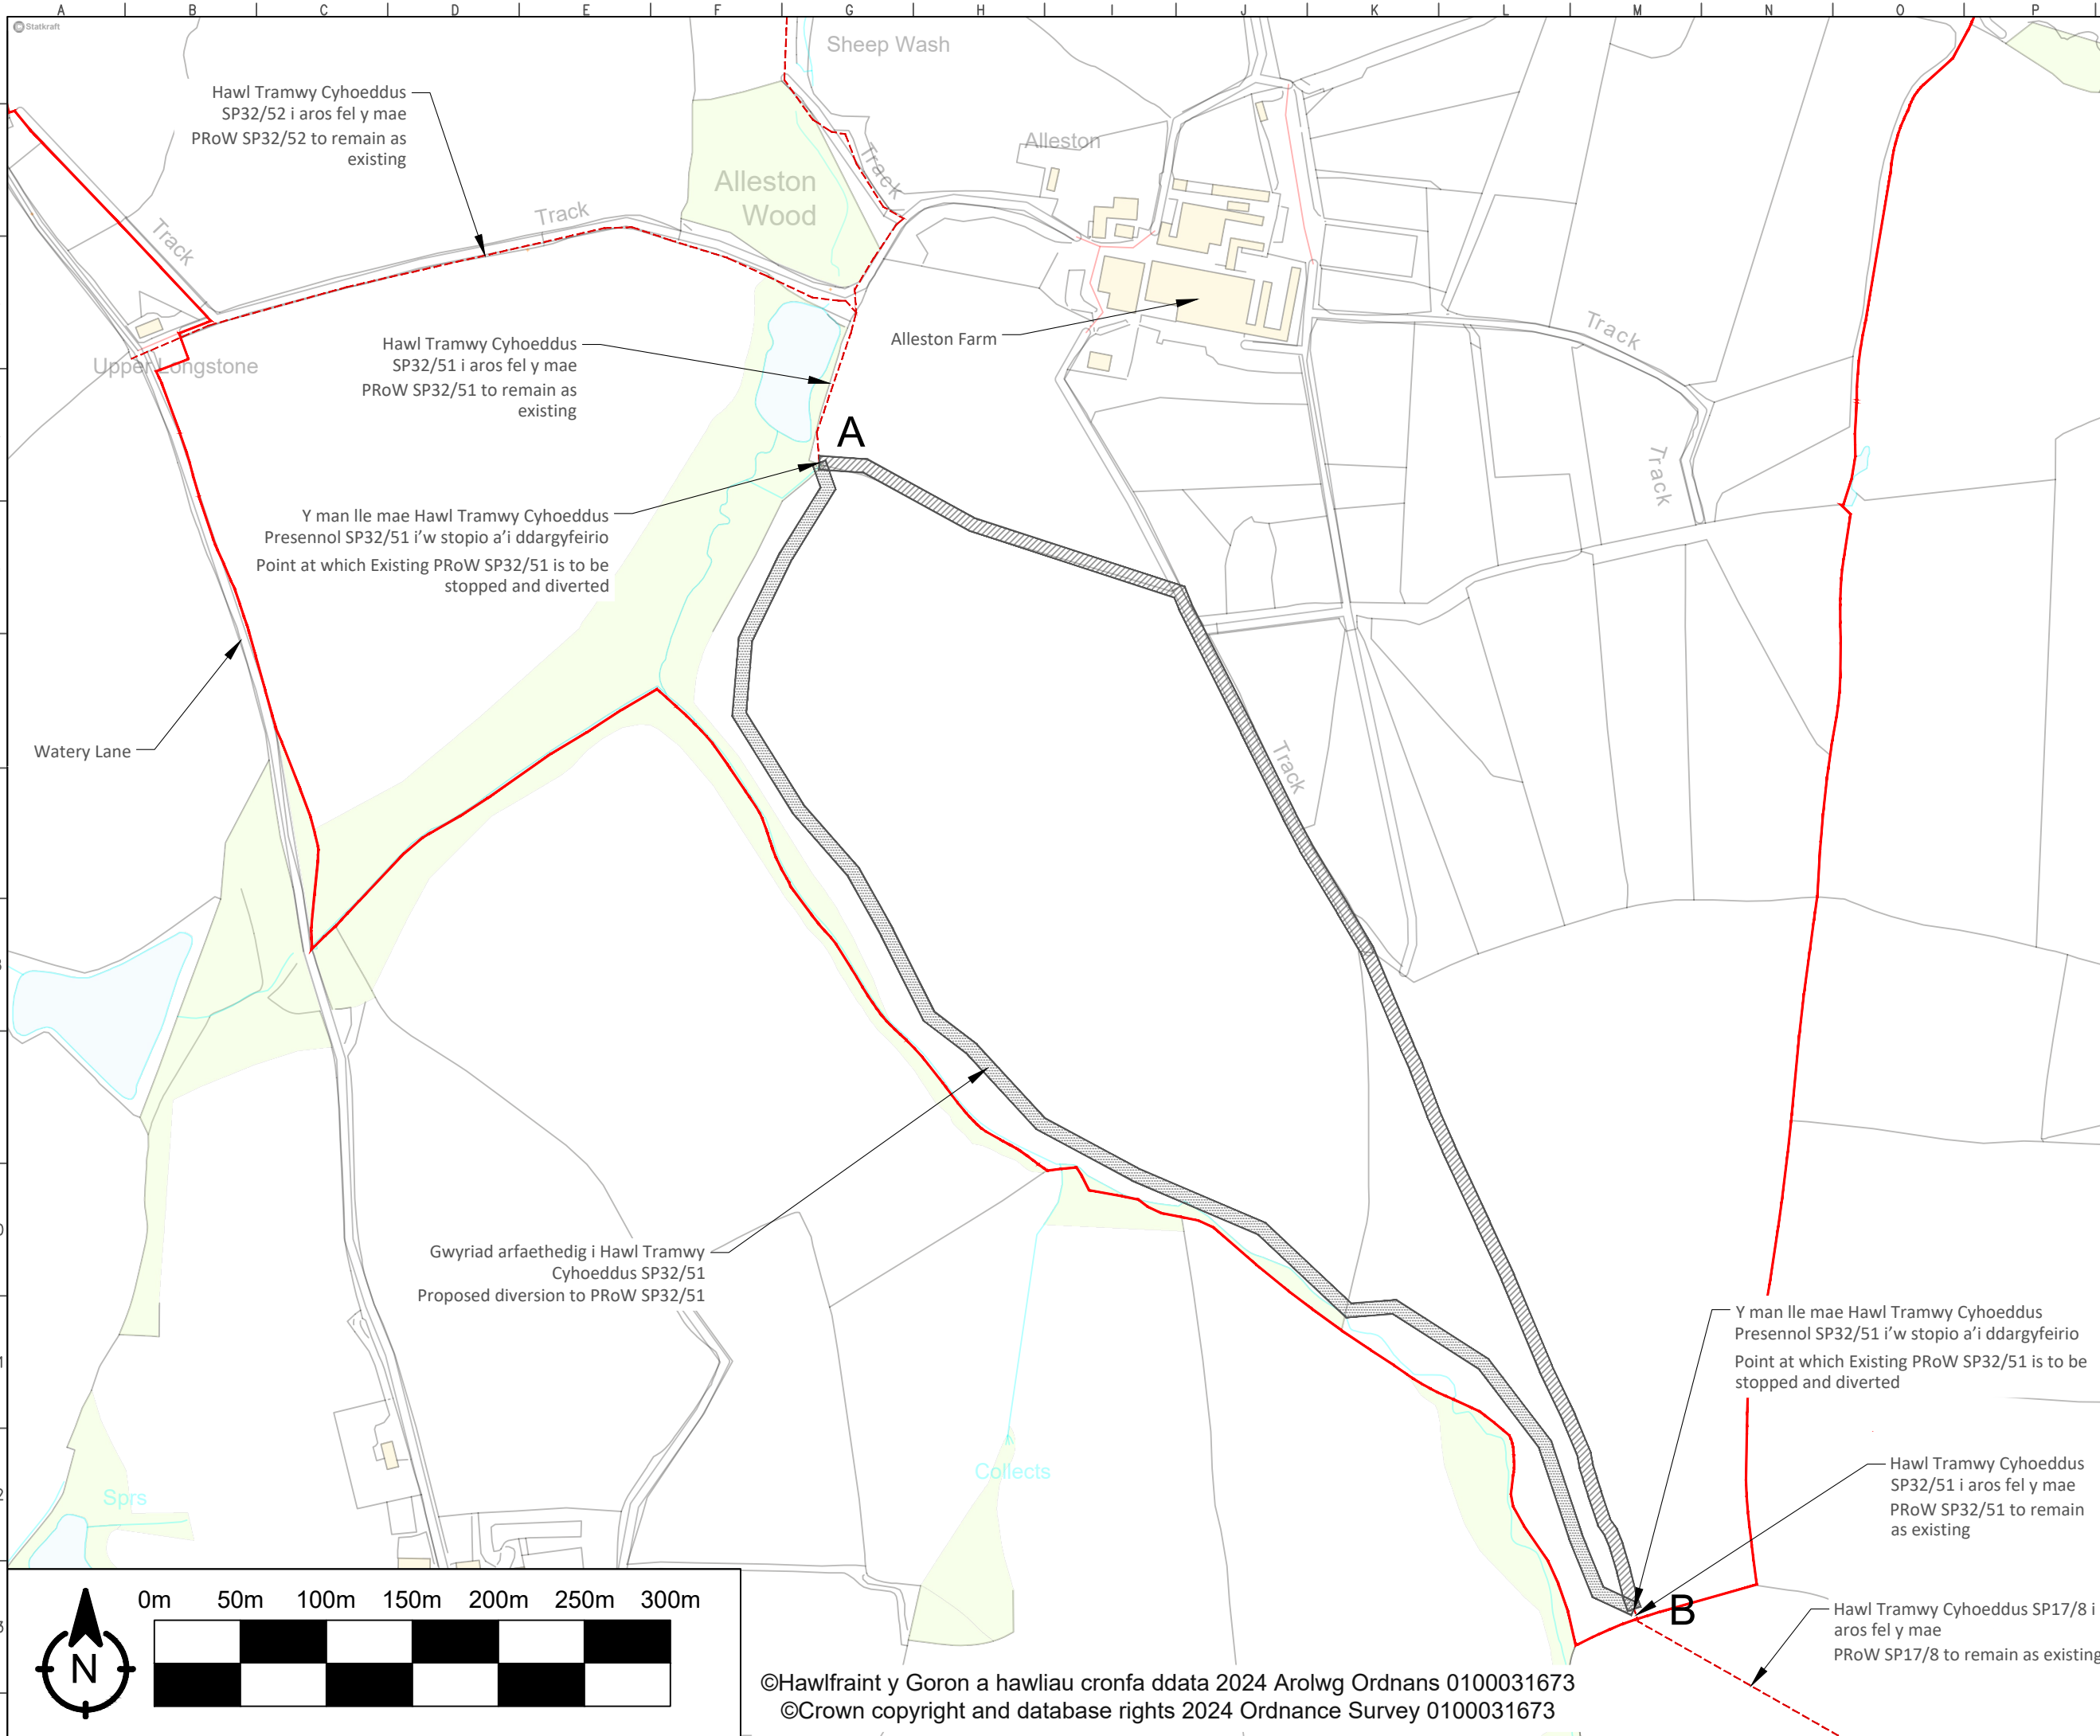 A B C D E F G H I J K L M N O P
Statkraft
Sheep Wash
Hawl Tramwy Cyhoeddus
SP32/52 i aros fel y mae
PRoW SP32/52 to remain as
existing
Alleston
Track
Alleston
Wood
Track
Track
Hawl Tramwy Cyhoeddus
SP32/51 i aros fel y mae
PRoW SP32/51 to remain as
existing
Alleston Farm
Track
Upper Longstone
A
Track
Y man lle mae Hawl Tramwy Cyhoeddus
Presennol SP32/51 i'w stopio a'i ddargyfeirio
Point at which Existing PRoW SP32/51 is to be
stopped and diverted
Watery Lane
Track
Gwyriad arfaethedig i Hawl Tramwy
Cyhoeddus SP32/51
Proposed diversion to PRoW SP32/51
Y man lle mae Hawl Tramwy Cyhoeddus
Presennol SP32/51 i'w stopio a'i ddargyfeirio
Point at which Existing PRoW SP32/51 is to be
stopped and diverted
Collects
Sprs
Hawl Tramwy Cyhoeddus
SP32/51 i aros fel y mae
PRoW SP32/51 to remain
as existing
B
Hawl Tramwy Cyhoeddus SP17/8 i
aros fel y mae
PRoW SP17/8 to remain as existing
0m 50m 100m 150m 200m 250m 300m
N
©Hawlfraint y Goron a hawliau cronfa ddata 2024 Arolwg Ordnans 0100031673
©Crown copyright and database rights 2024 Ordnance Survey 0100031673